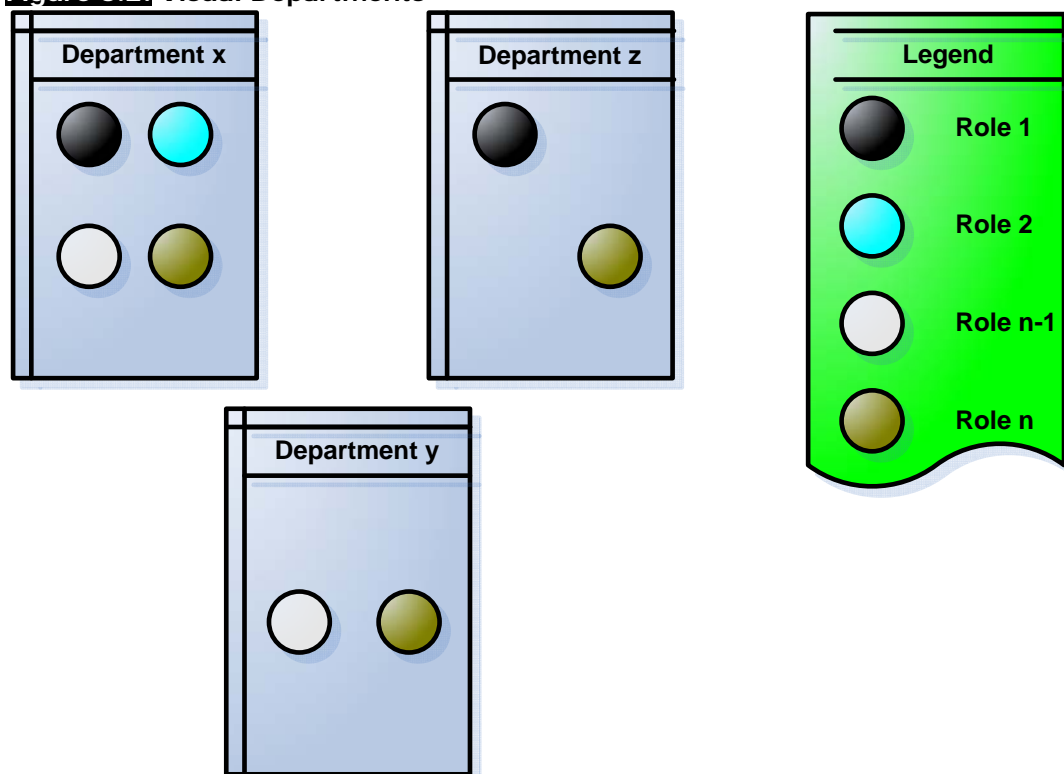 Visual Departments
Department x
Department z
Legend
Role 1
Role 2
Role n-1
Role n
Department y